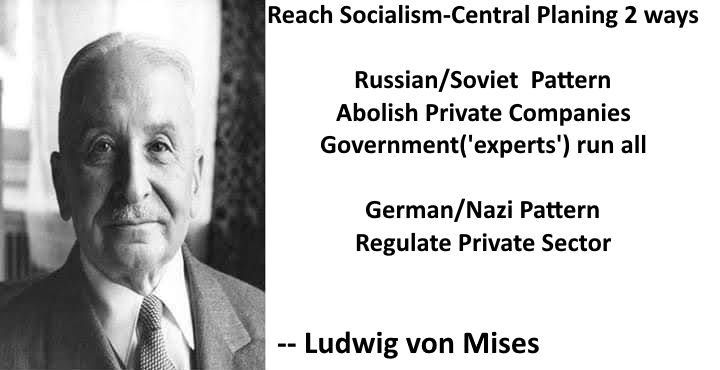 Reach Socialism-Central Planing 2 ways
Russian/Soviet Pattern
Abolish Private Companies
Government('experts') run all
German/Nazi Pattern
Regulate Private Sector
-- Ludwig von Mises